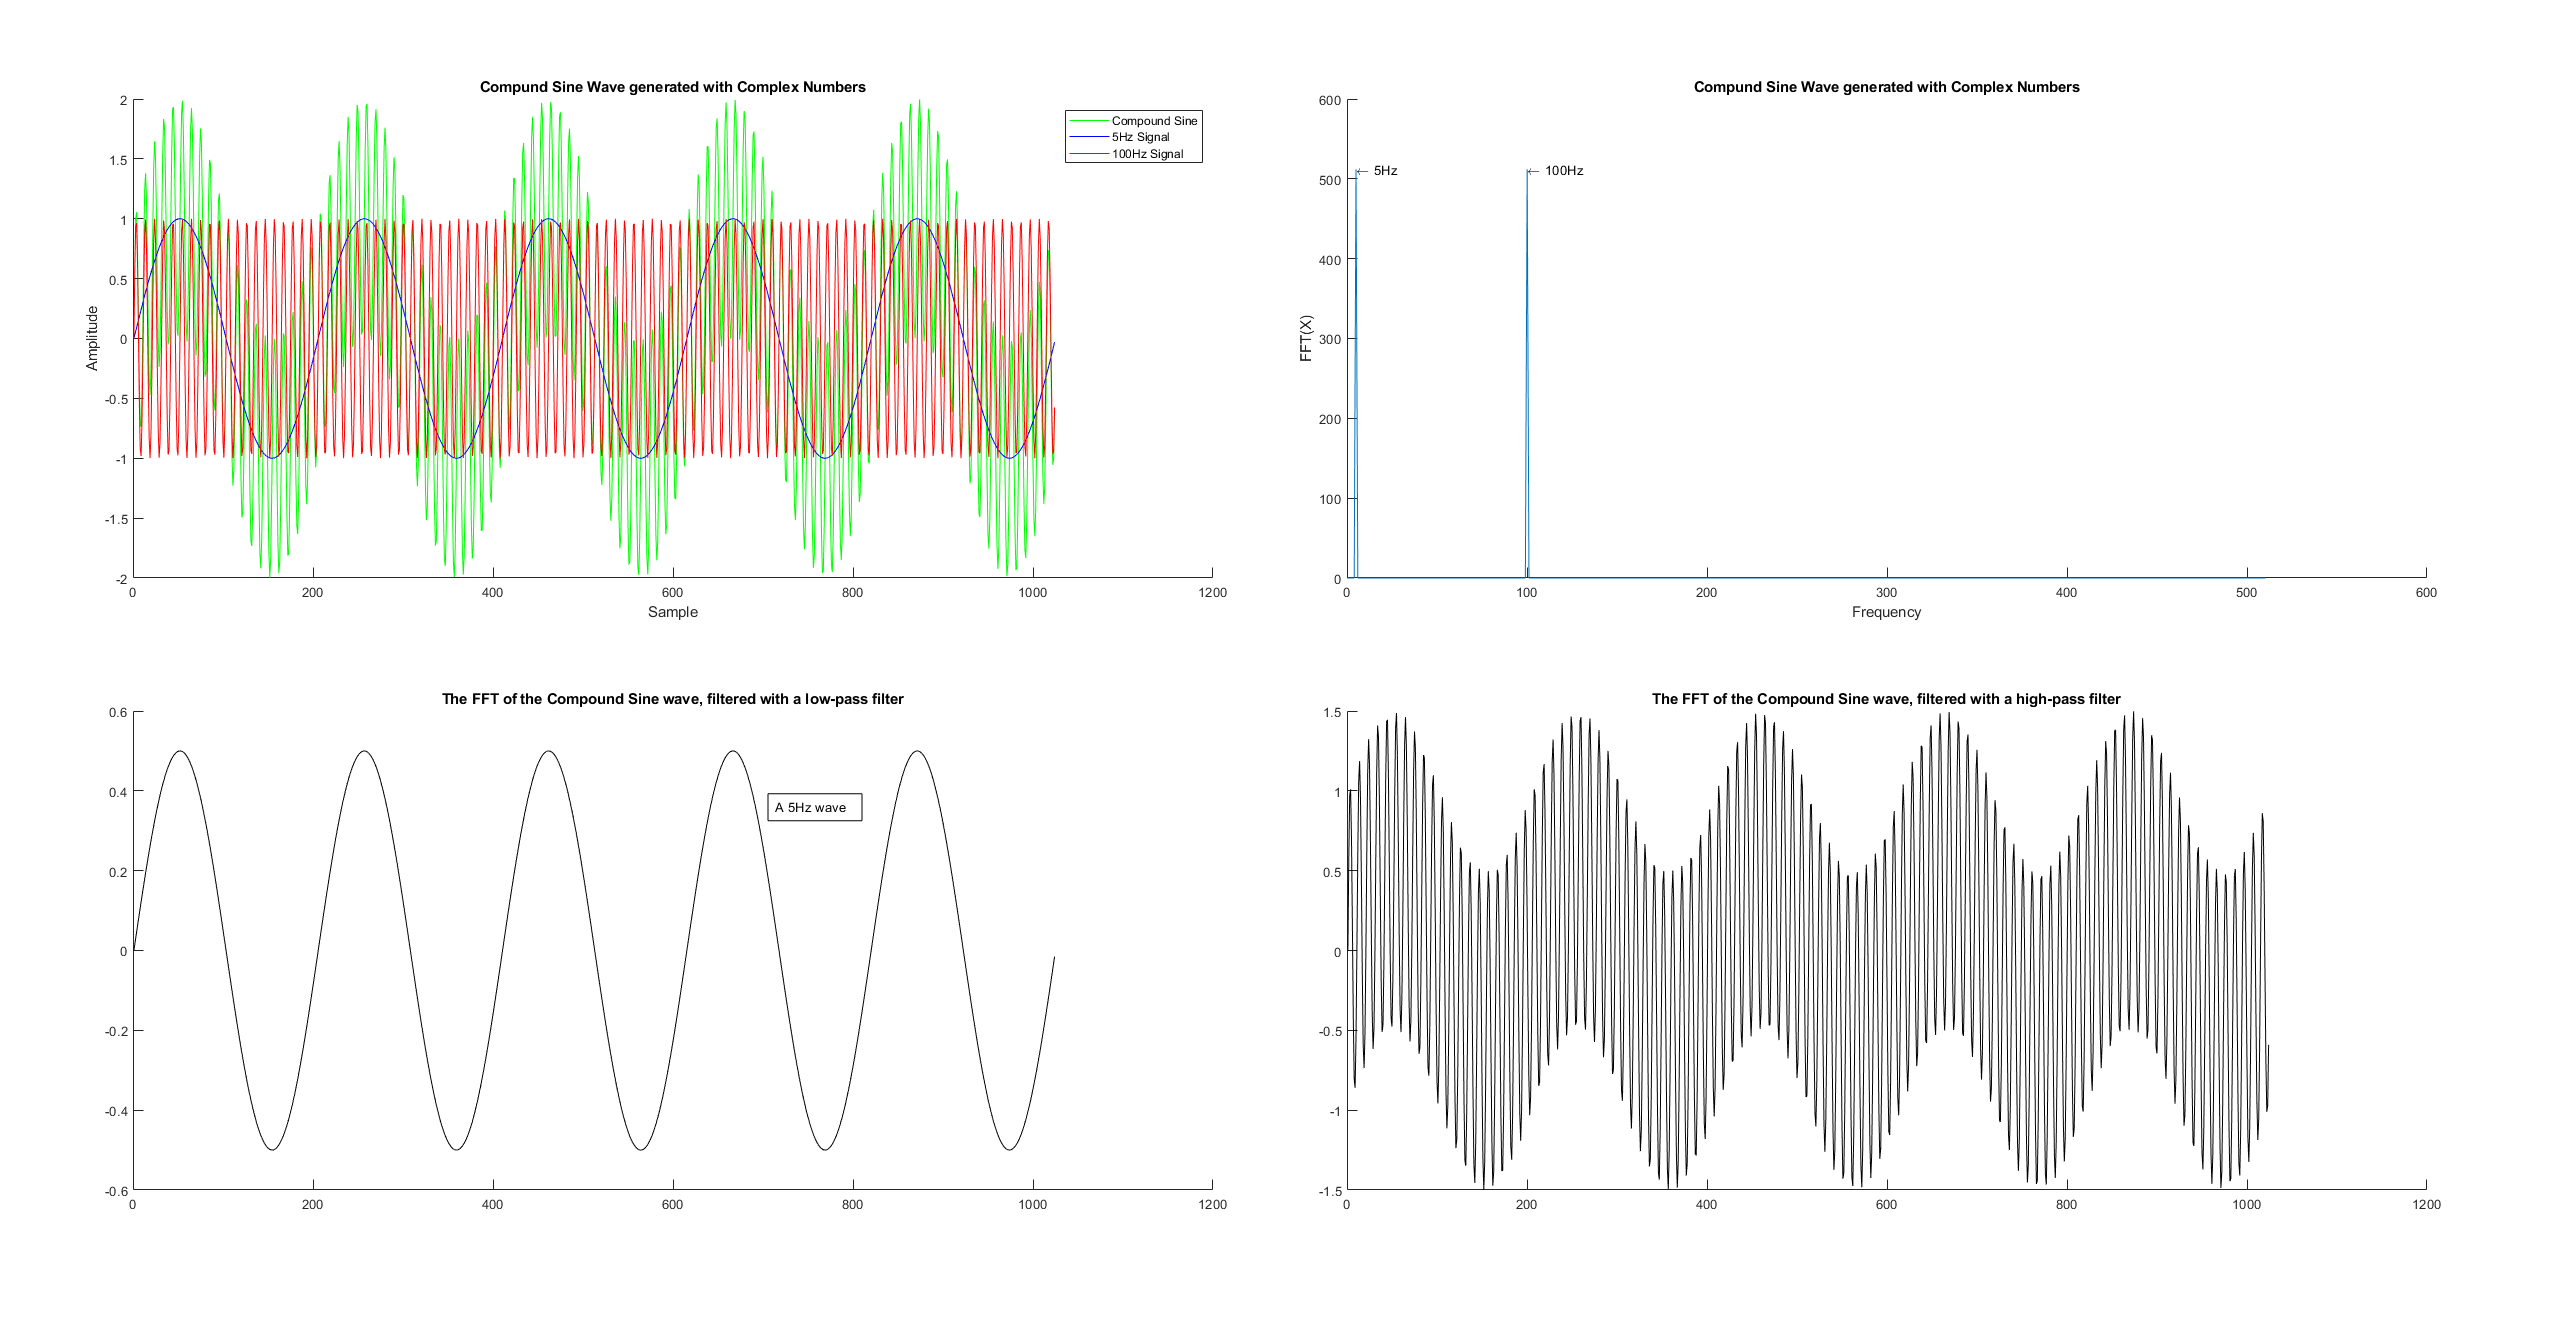 Compund Sine Wave generated with Complex Numbers
2
1.5
1
0.5
0
-0.5
-1
-1.5
-2
Amplitude
Compound Sine
5Hz Signal
100Hz Signal
0 200 400 600 800 1000 1200
Sample
Compund Sine Wave generated with Complex Numbers
600
500
400
300
200
100
0
FFT(X)
← 5Hz
← 100Hz
0 100 200 300 400 500 600
Frequency
The FFT of the Compound Sine wave, filtered with a low-pass filter
0.6
0.4
0.2
0
-0.2
-0.4
-0.6
A 5Hz wave
0 200 400 600 800 1000 1200
The FFT of the Compound Sine wave, filtered with a high-pass filter
1.5
1
0.5
0
-0.5
-1
-1.5
0 200 400 600 800 1000 1200